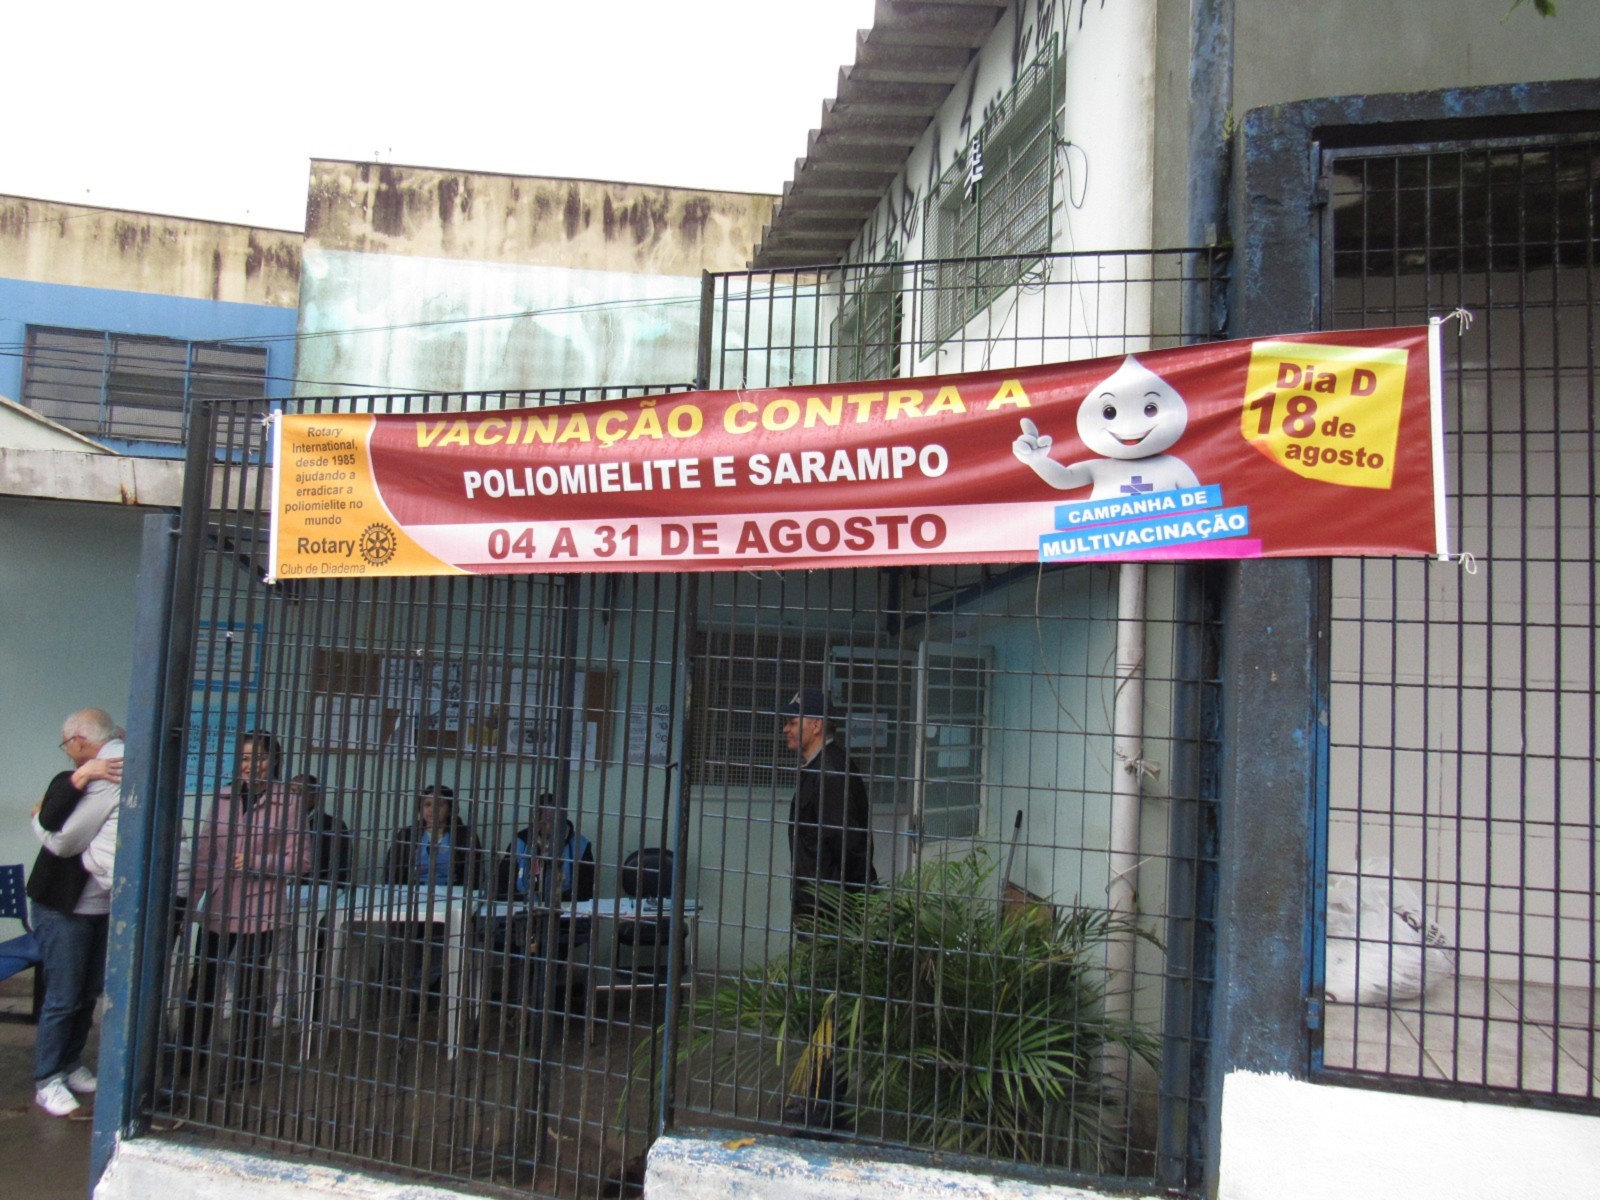 Rotary
International,
desde 1985
ajudando a
erradicar a
poliomielite no
mundo
Rotary
Club de Diadema
VACINAÇÃO CONTRA A
POLIOMIELITE E SARAMPO
04 A 31 DE AGOSTO
CAMPANHA DE
MULTIVACINAÇÃO
Dia D
18 de
agosto